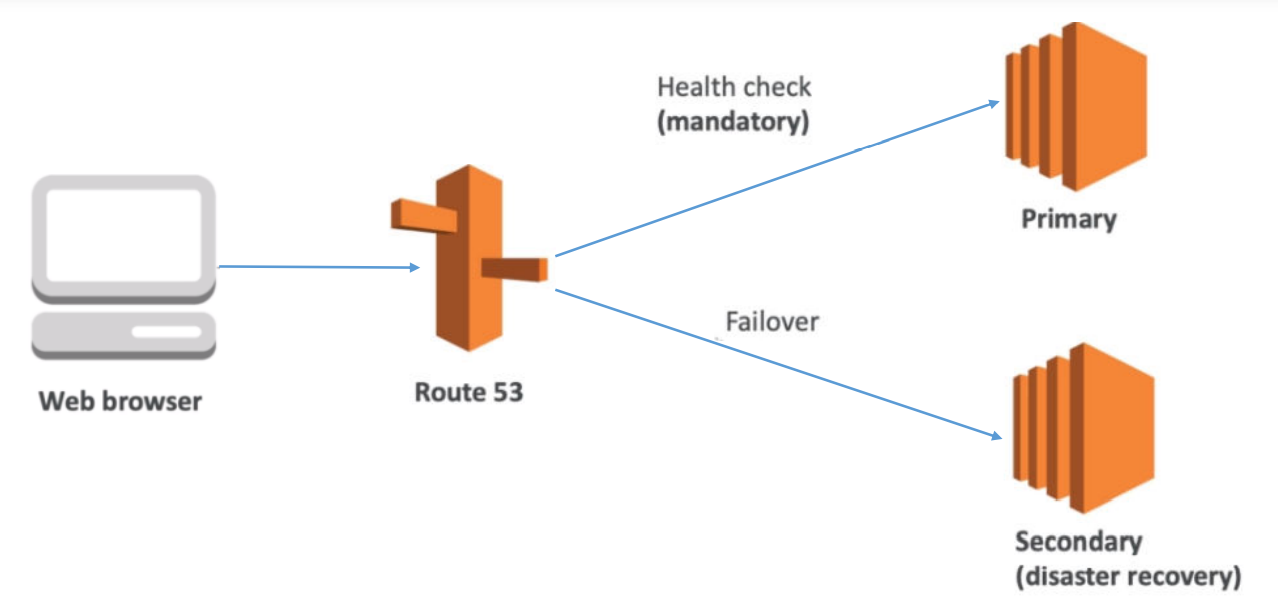 Health check
(mandatory)
Primary
Web browser
Route 53
Failover
Secondary
(disaster recovery)